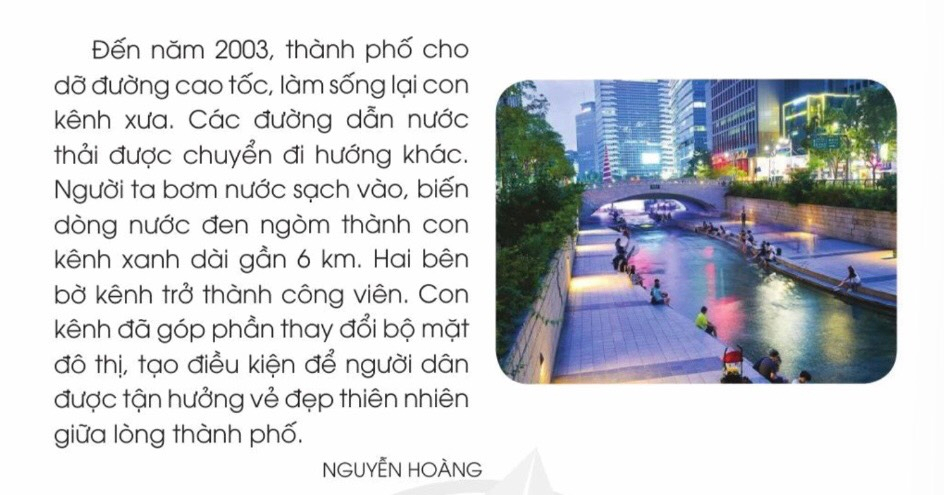 Đến năm 2003, thành phố cho
dỡ đường cao tốc, làm sống lại con
kênh xưa. Các đường dẫn nước
thải được chuyển đi hướng khác.
Người ta bơm nước sạch vào, biến
dòng nước đen ngòm thành con
kênh xanh dài gần 6 km. Hai bên
bờ kênh trở thành công viên. Con
kênh đã góp phần thay đổi bộ mặt
đô thị, tạo điều kiện để người dân
được tận hưởng vẻ đẹp thiên nhiên
giữa lòng thành phố.
NGUYỄN HOÀNG